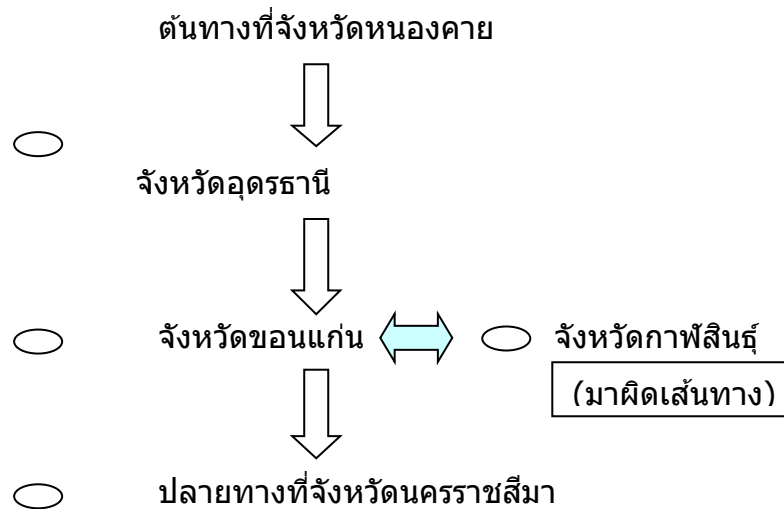 ต้นทางที่จังหวัดหนองคาย
จังหวัดอุดรธานี
จังหวัดขอนแก่น
จังหวัดกาฬสินธุ์
(มาผิดเส้นทาง)
ปลายทางที่จังหวัดนครราชสีมา